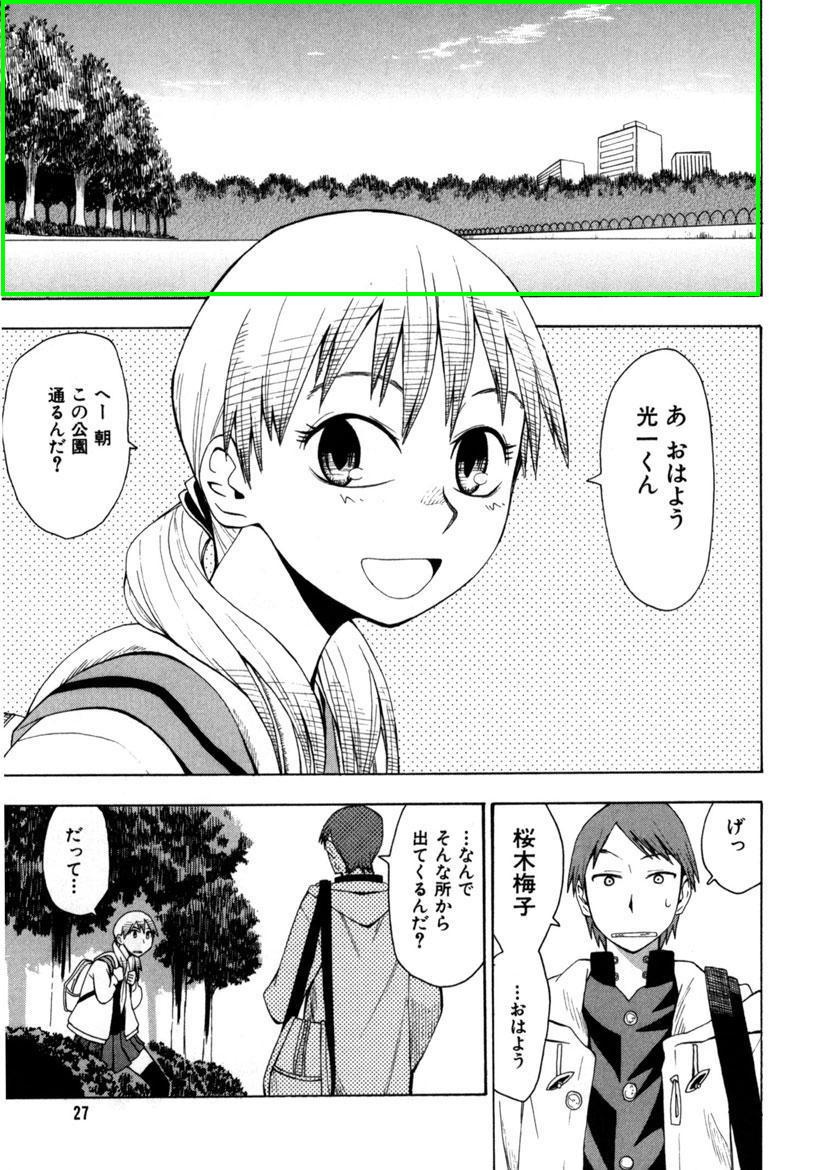 あ おはよう
光一くん
へー 朝
この公園
通るんだ？
げっ
桜木梅子
…おはよう
…なんで
そんな所から
出てくるんだ？
だって…
27